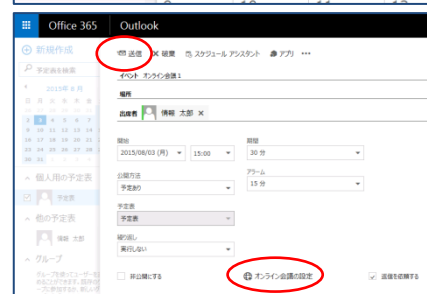 Office 365 Outlook
新規作成
送信 破棄 スケジュール アシスタント アプリ •••
予定表を検索
イベント オンライン会議1
2015年 8月
場所
出席者 情報 太郎 ×
開始 期間
2015/08/03 (月) 15:00 30 分
公開方法 アラーム
予定あり 15 分
個人用の予定表
予定表
予定表
予定表
他の予定表
繰り返し
情報 太郎
実行しない
グループ
非公開にする オンライン会議の設定 返信を依頼する